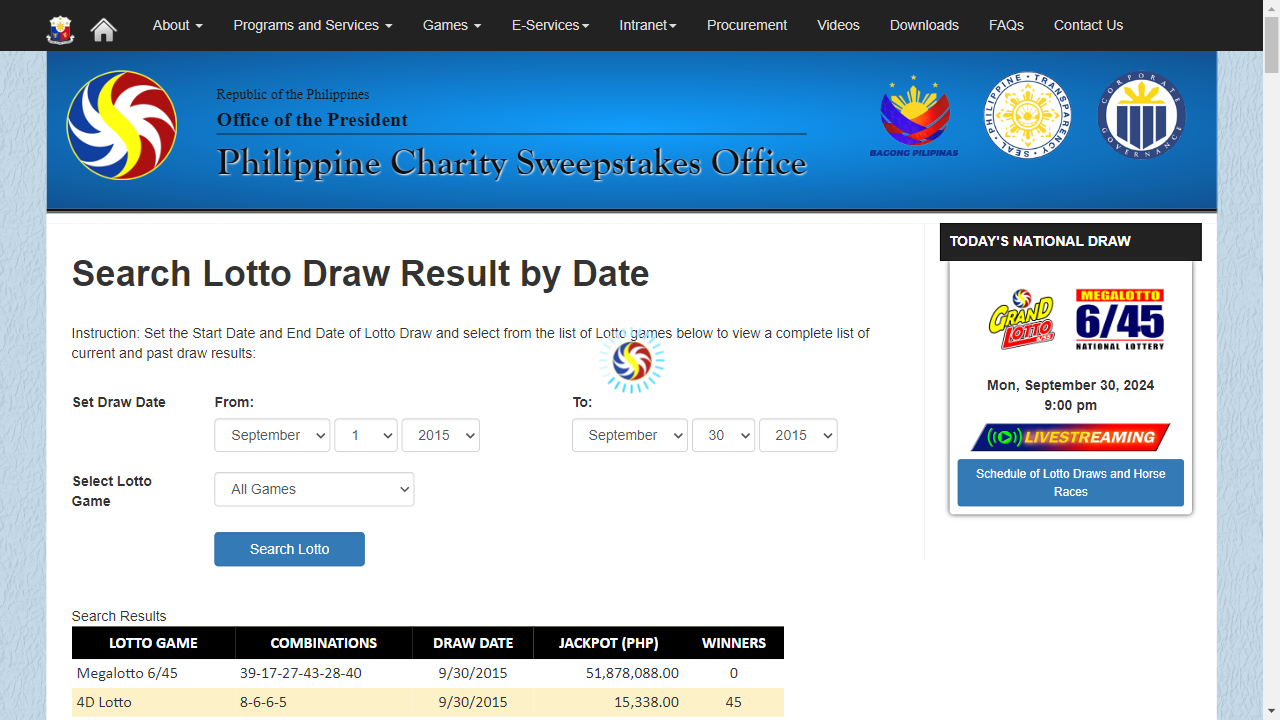 About
Programs and Services
Games
E-Services
Intranet
Procurement
Videos
Downloads
FAQs
Contact Us
Republic of the Philippines
Office of the President
Philippine Charity Sweepstakes Office
BAGONG PILIPINAS
PHILIPPINE TRANSPARENCY SEAL
CORPORATE GOVERNANCE
Search Lotto Draw Result by Date
Instruction: Set the Start Date and End Date of Lotto Draw and select from the list of Lotto games below to view a complete list of
current and past draw results:
Set Draw Date
From:
To:
September 1 2015
September 30 2015
Select Lotto
Game
All Games
Search Lotto
Search Results
LOTTO GAME COMBINATIONS DRAW DATE JACKPOT (PHP) WINNERS
Megalotto 6/45 39-17-27-43-28-40 9/30/2015 51,878,088.00 0
4D Lotto 8-6-6-5 9/30/2015 15,338.00 45
TODAY'S NATIONAL DRAW
GRAND
LOTTO
6/55
MEGALOTTO
6/45
NATIONAL LOTTERY
Mon, September 30, 2024
9:00 pm
LIVESTREAMING
Schedule of Lotto Draws and Horse
Races